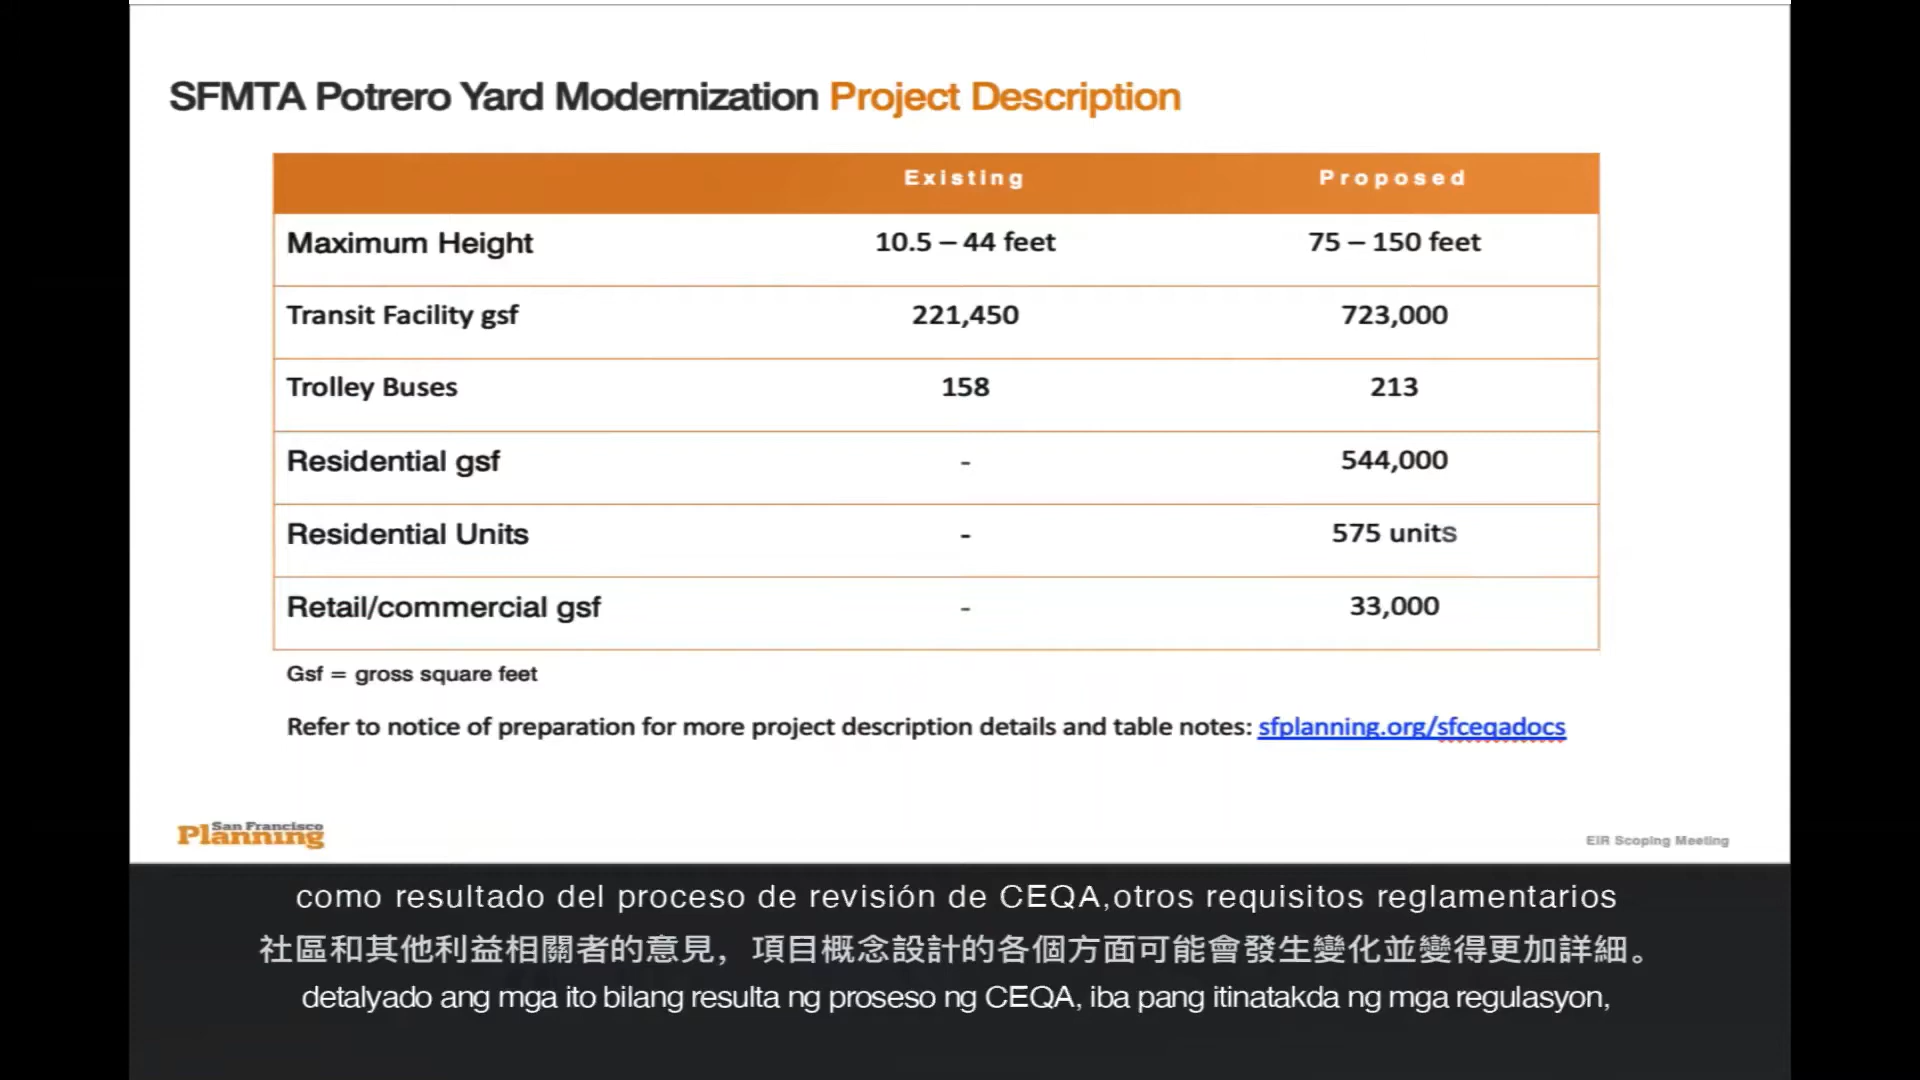 SFMTA Potrero Yard Modernization Project Description
Existing Proposed
Maximum Height 10.5 – 44 feet 75 – 150 feet
Transit Facility gsf 221,450 723,000
Trolley Buses 158 213
Residential gsf - 544,000
Residential Units - 575 units
Retail/commercial gsf - 33,000
Gsf = gross square feet
Refer to notice of preparation for more project description details and table notes: sfplanning.org/sfceqadocs
San Francisco
Planning
EIR Scoping Meeting
como resultado del proceso de revisión de CEQA,otros requisitos reglamentarios
社區和其他利益相關者的意見，項目概念設計的各個方面可能會發生變化並變得更加詳細。
detalyado ang mga ito bilang resulta ng proseso ng CEQA, iba pang itinatakda ng mga regulasyon,